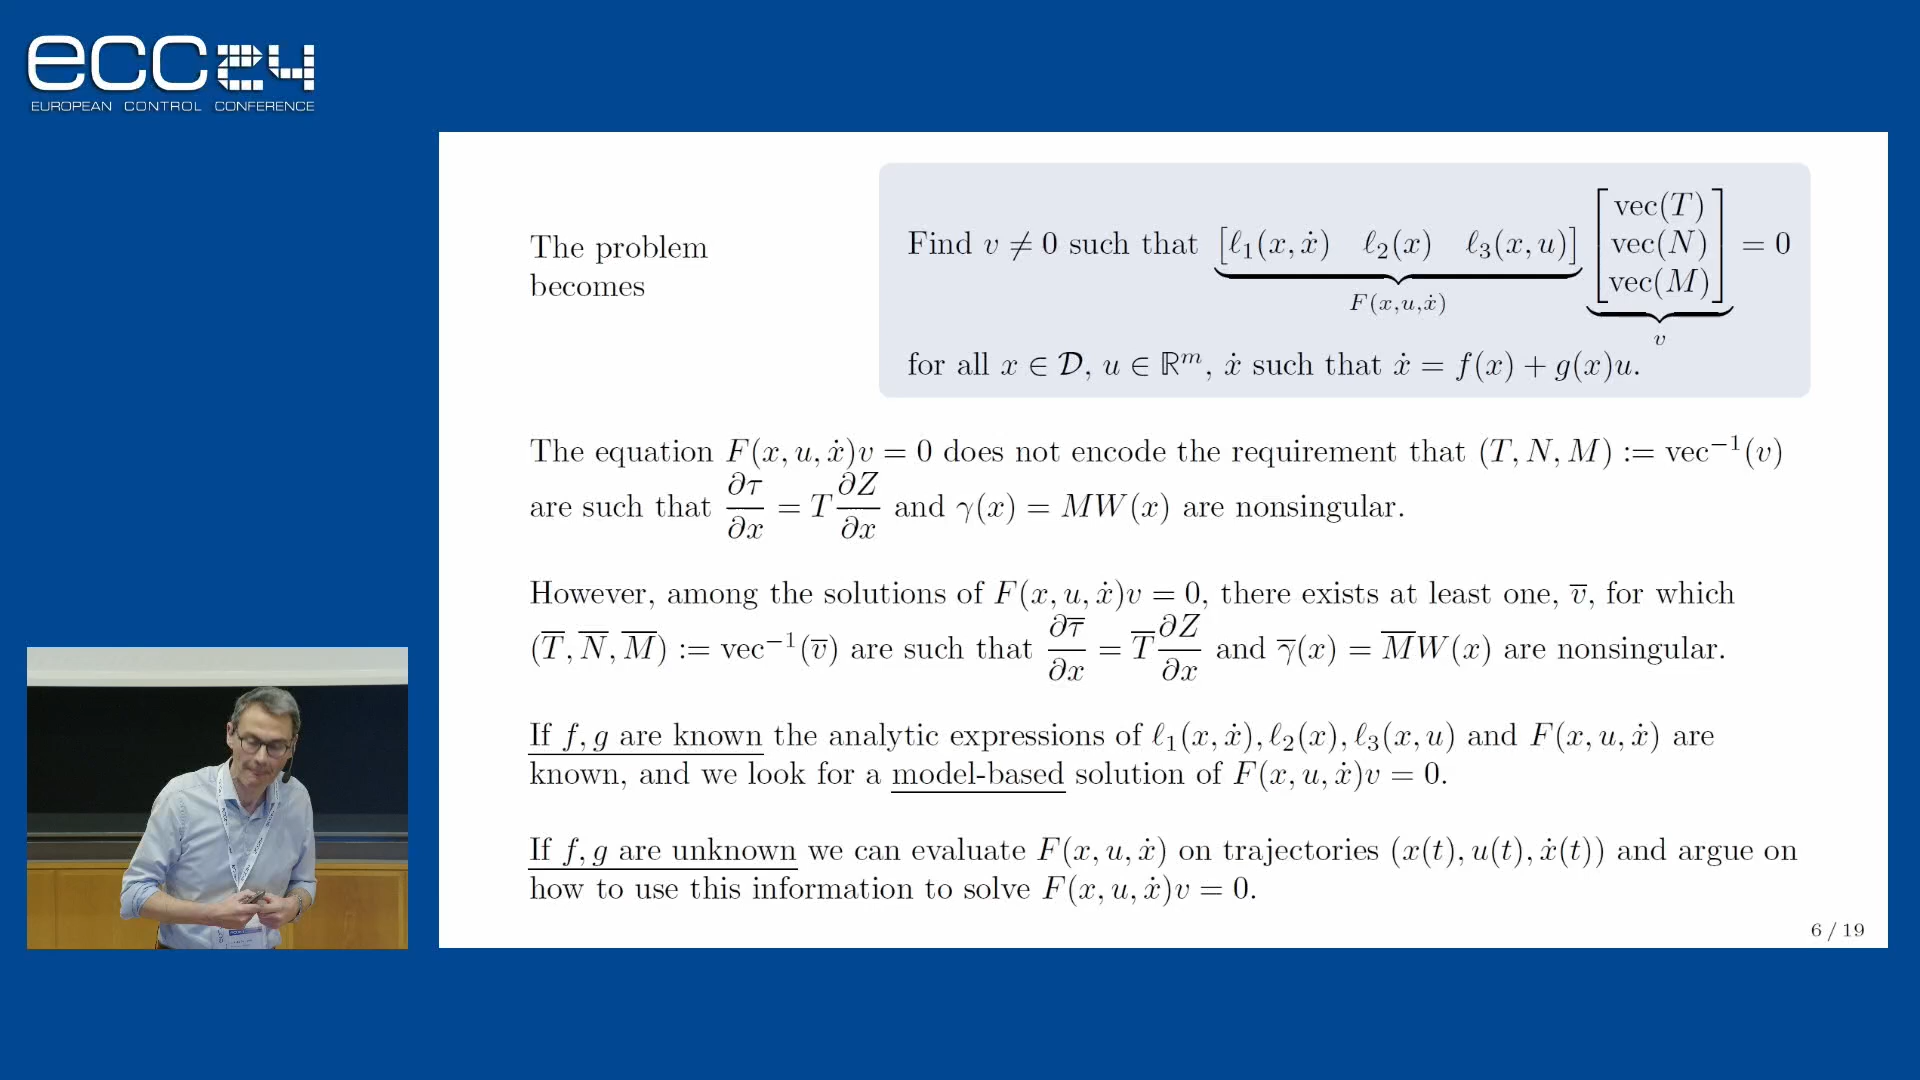 ecc24
EUROPEAN CONTROL CONFERENCE
The problem
becomes
Find v ≠ 0 such that [ℓ₁(x, ẋ) ℓ₂(x) ℓ₃(x, u)] [vec(T) vec(N) vec(M)] = 0
F(x,u,ẋ)
v
for all x ∈ 𝒟, u ∈ ℝᵐ, ẋ such that ẋ = f(x) + g(x)u.
The equation F(x, u, ẋ)v = 0 does not encode the requirement that (T, N, M) := vec⁻¹(v)
are such that ∂τ/∂x = T ∂Z/∂x and γ(x) = MW(x) are nonsingular.
However, among the solutions of F(x, u, ẋ)v = 0, there exists at least one, v̅, for which
(T̅, N̅, M̅) := vec⁻¹(v̅) are such that ∂τ̅/∂x = T̅ ∂Z/∂x and γ̅(x) = M̅W(x) are nonsingular.
If f, g are known the analytic expressions of ℓ₁(x, ẋ), ℓ₂(x), ℓ₃(x, u) and F(x, u, ẋ) are
known, and we look for a model-based solution of F(x, u, ẋ)v = 0.
If f, g are unknown we can evaluate F(x, u, ẋ) on trajectories (x(t), u(t), ẋ(t)) and argue on
how to use this information to solve F(x, u, ẋ)v = 0.
6 / 19